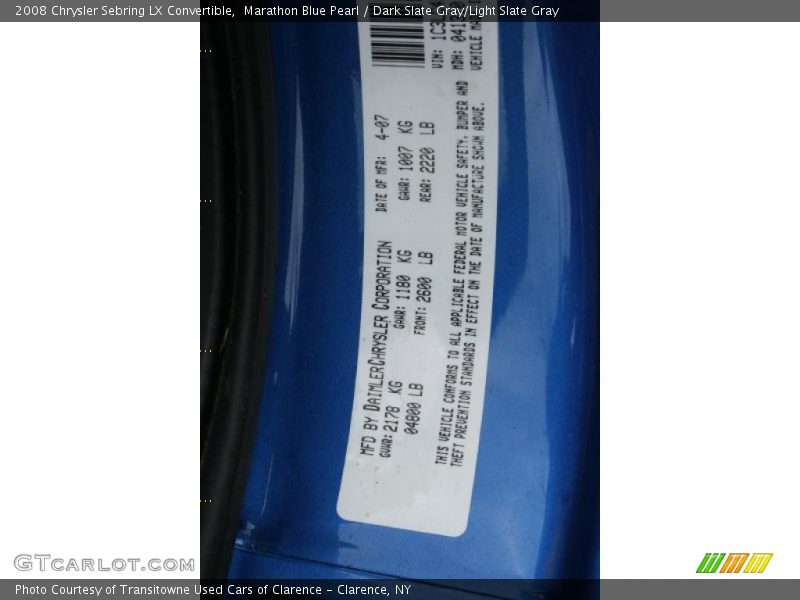 2008 Chrysler Sebring LX Convertible, Marathon Blue Pearl / Dark Slate Gray/Light Slate Gray
MFD BY DAIMLERCHRYSLER CORPORATION DATE OF MFR: 4-07
GVWR: 2178 KG GAWR: 1180 KG GAWR: 1007 KG
04800 LB FRONT: 2600 LB REAR: 2220 LB
VIN:
MDH:
THIS VEHICLE CONFORMS TO ALL APPLICABLE FEDERAL MOTOR VEHICLE SAFETY, BUMPER AND
THEFT PREVENTION STANDARDS IN EFFECT ON THE DATE OF MANUFACTURE SHOWN ABOVE.
VEHICLE
GTCARLOT.COM
Photo Courtesy of Transitowne Used Cars of Clarence - Clarence, NY